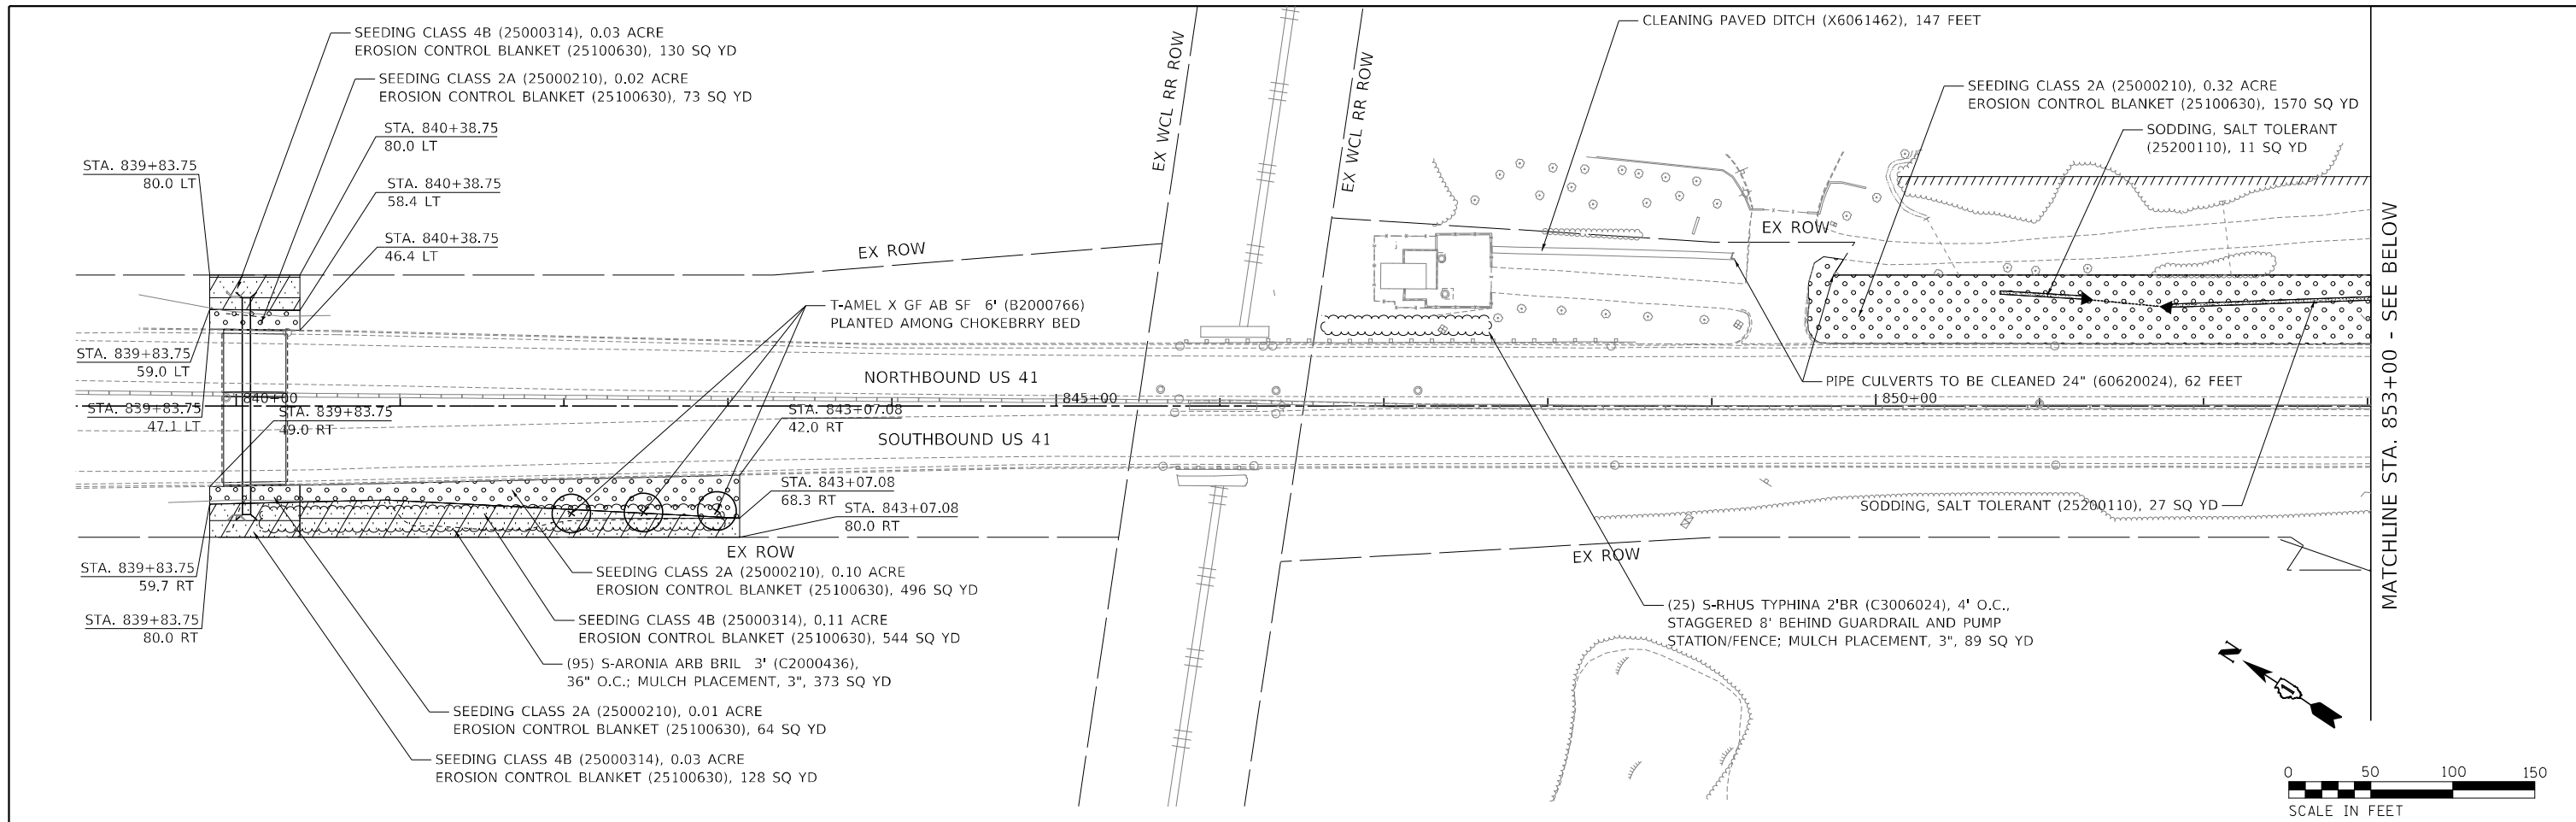 SEEDING CLASS 4B (25000314), 0.03 ACRE
EROSION CONTROL BLANKET (25100630), 130 SQ YD
SEEDING CLASS 2A (25000210), 0.02 ACRE
EROSION CONTROL BLANKET (25100630), 73 SQ YD
STA. 840+38.75
80.0 LT
STA. 839+83.75
80.0 LT
STA. 840+38.75
58.4 LT
STA. 840+38.75
46.4 LT
STA. 839+83.75
59.0 LT
STA. 839+83.75
47.1 LT
840+00
STA. 839+83.75
49.0 RT
STA. 839+83.75
59.7 RT
STA. 839+83.75
80.0 RT
EX ROW
T-AMEL X GF AB SF 6' (B2000766)
PLANTED AMONG CHOKEBRRY BED
NORTHBOUND US 41
845+00
SOUTHBOUND US 41
STA. 843+07.08
42.0 RT
STA. 843+07.08
68.3 RT
STA. 843+07.08
80.0 RT
EX ROW
SEEDING CLASS 2A (25000210), 0.10 ACRE
EROSION CONTROL BLANKET (25100630), 496 SQ YD
SEEDING CLASS 4B (25000314), 0.11 ACRE
EROSION CONTROL BLANKET (25100630), 544 SQ YD
(95) S-ARONIA ARB BRIL 3' (C2000436),
36" O.C.; MULCH PLACEMENT, 3", 373 SQ YD
SEEDING CLASS 2A (25000210), 0.01 ACRE
EROSION CONTROL BLANKET (25100630), 64 SQ YD
SEEDING CLASS 4B (25000314), 0.03 ACRE
EROSION CONTROL BLANKET (25100630), 128 SQ YD
EX WCL RR ROW
EX WCL RR ROW
CLEANING PAVED DITCH (X6061462), 147 FEET
SEEDING CLASS 2A (25000210), 0.32 ACRE
EROSION CONTROL BLANKET (25100630), 1570 SQ YD
SODDING, SALT TOLERANT
(25200110), 11 SQ YD
EX ROW
PIPE CULVERTS TO BE CLEANED 24" (60620024), 62 FEET
850+00
SODDING, SALT TOLERANT (25200110), 27 SQ YD
EX ROW
(25) S-RHUS TYPHINA 2'BR (C3006024), 4' O.C.,
STAGGERED 8' BEHIND GUARDRAIL AND PUMP
STATION/FENCE; MULCH PLACEMENT, 3", 89 SQ YD
MATCHLINE STA. 853+00 - SEE BELOW
N
0 50 100 150
SCALE IN FEET